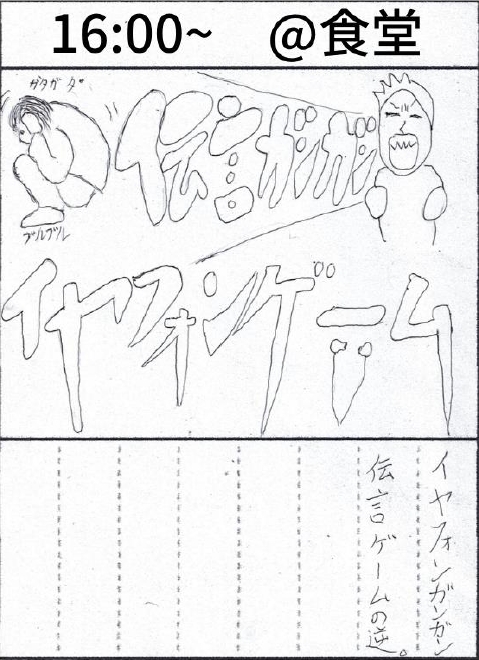 16:00~ @食堂
ガタガタ
伝言ガンガン
ブルブル
イヤフォンゲーム
イヤフォンガンガン
伝言ゲームの逆。